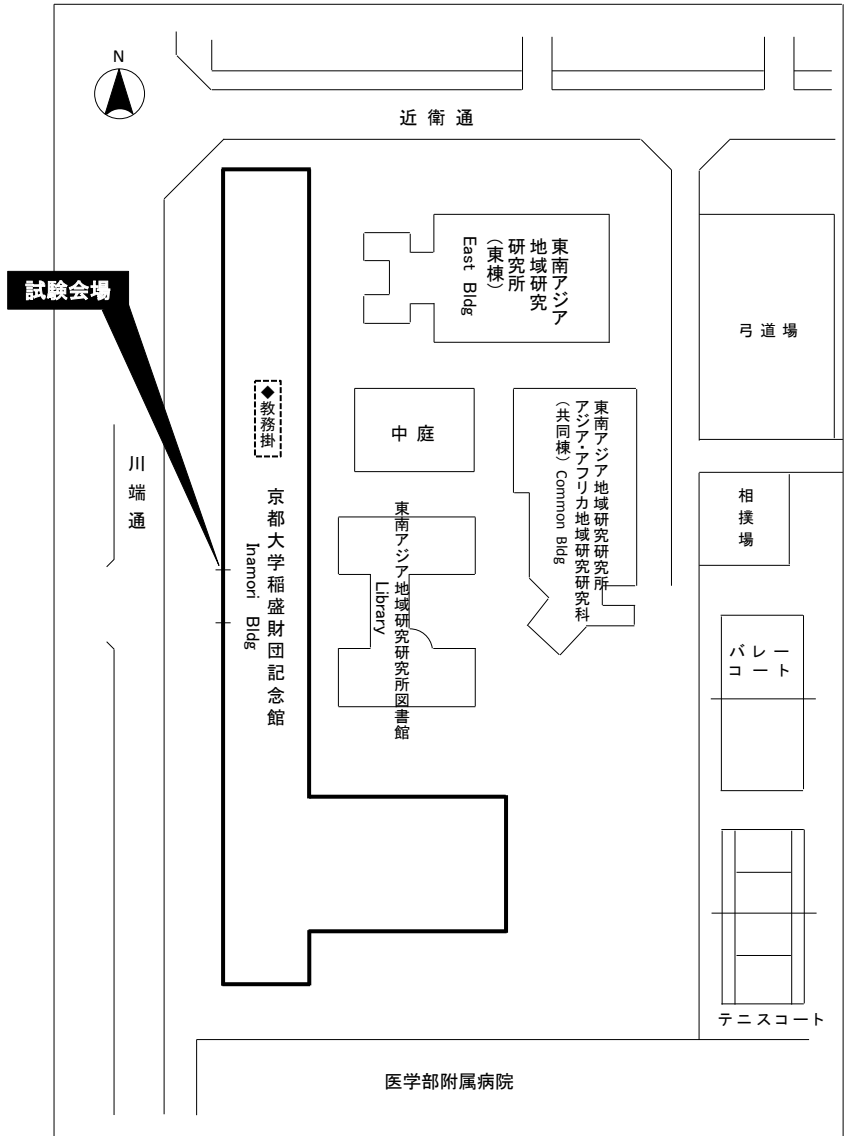 N
近衛通
東南アジア
地域研究
研究所
（東棟）
East Bldg
試験会場
弓道場
◆教務掛
中庭
東南アジア地域研究研究所
アジア・アフリカ地域研究研究科
（共同棟）Common Bldg
川端通
相撲場
京都大学稲盛財団記念館
Inamori Bldg
東南アジア地域研究研究所図書館
Library
バレー
コート
テニスコート
医学部附属病院